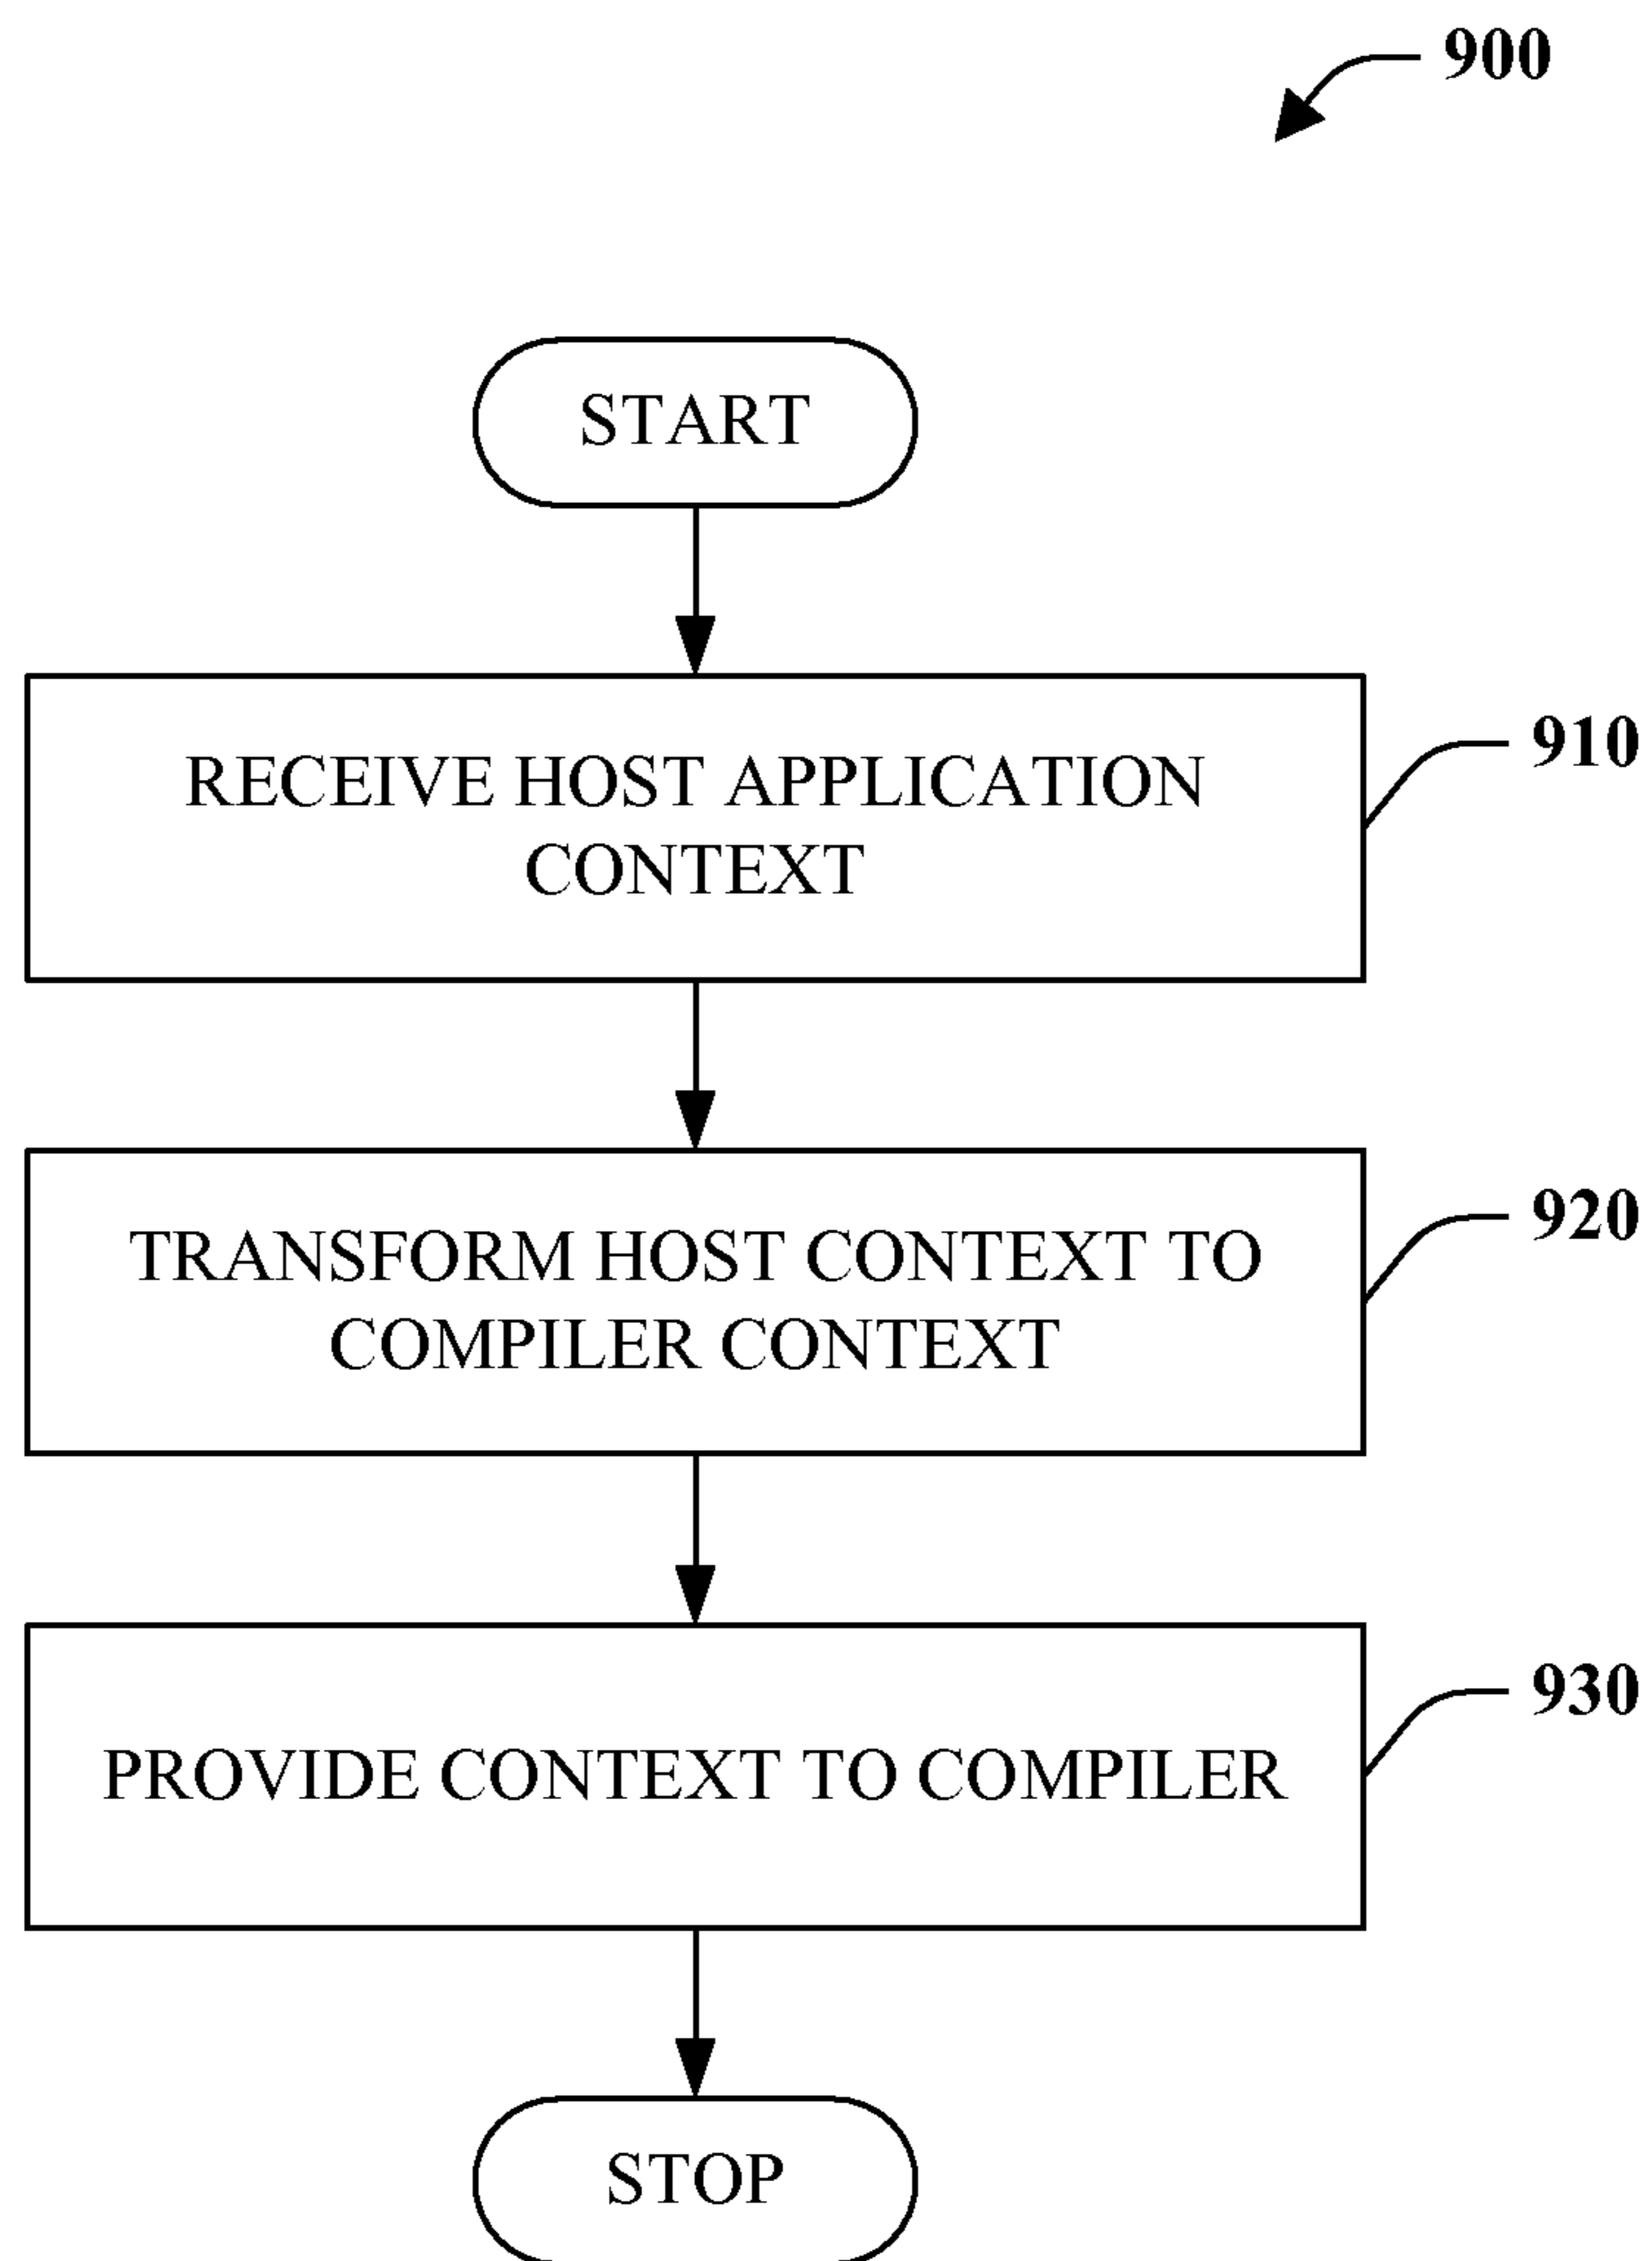 900
START
RECEIVE HOST APPLICATION
CONTEXT
910
TRANSFORM HOST CONTEXT TO
COMPILER CONTEXT
920
PROVIDE CONTEXT TO COMPILER
930
STOP